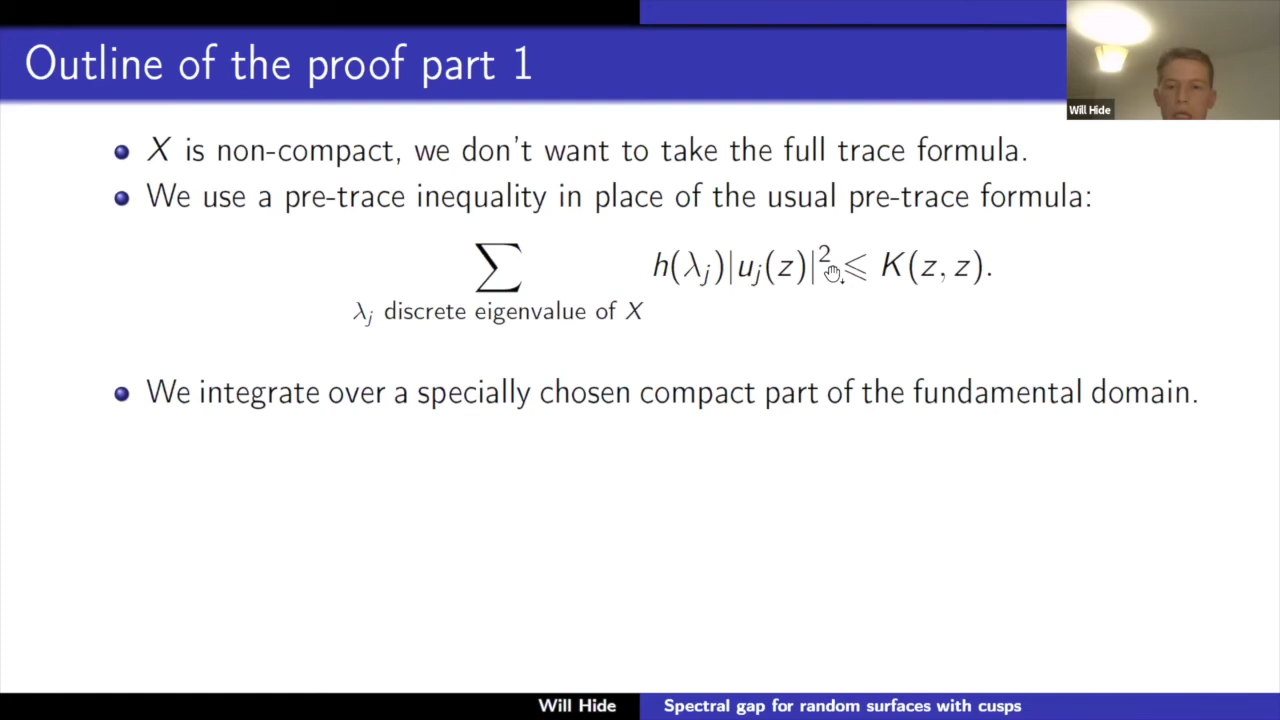 Outline of the proof part 1
Will Hide
X is non-compact, we don't want to take the full trace formula.
We use a pre-trace inequality in place of the usual pre-trace formula:
∑ h(λⱼ)|uⱼ(z)|² ⩽ K(z, z).
λⱼ discrete eigenvalue of X
We integrate over a specially chosen compact part of the fundamental domain.
Will Hide Spectral gap for random surfaces with cusps